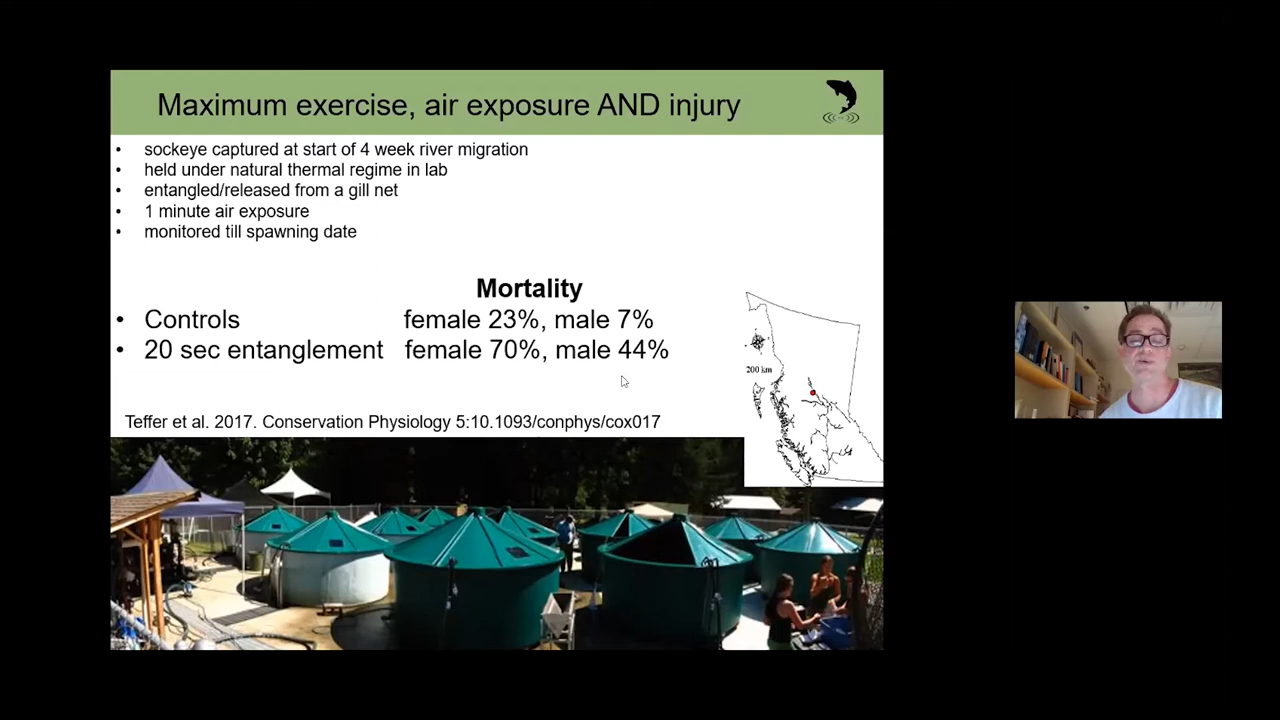 Maximum exercise, air exposure AND injury
• sockeye captured at start of 4 week river migration
• held under natural thermal regime in lab
• entangled/released from a gill net
• 1 minute air exposure
• monitored till spawning date
Mortality
• Controls female 23%, male 7%
• 20 sec entanglement female 70%, male 44%
200 km
Teffer et al. 2017. Conservation Physiology 5:10.1093/conphys/cox017